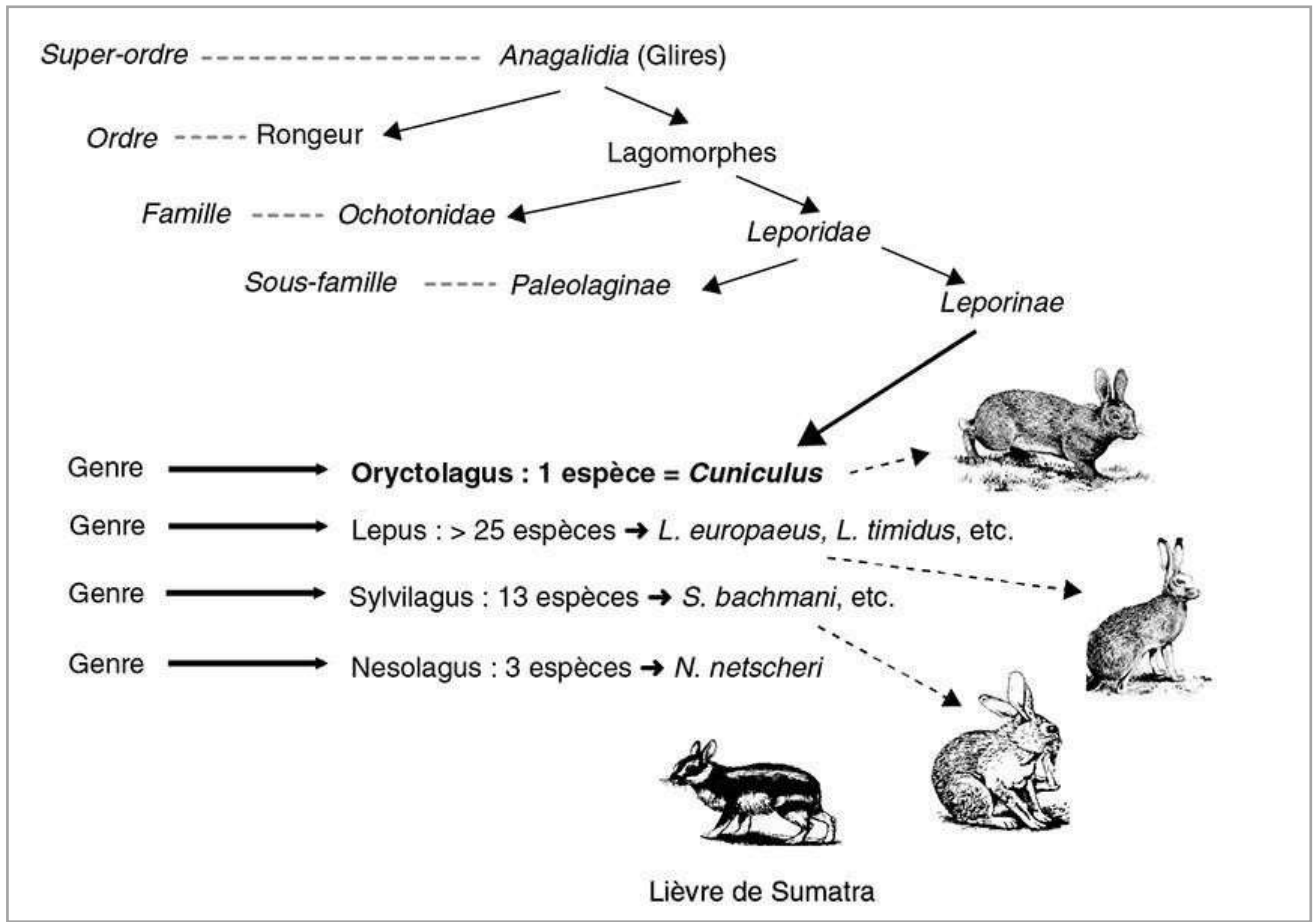 Super-ordre Anagalidia (Glires)
Ordre Rongeur
Lagomorphes
Famille Ochotonidae
Leporidae
Sous-famille Paleolaginae
Leporinae
Genre Oryctolagus : 1 espèce = Cuniculus
Genre Lepus : > 25 espèces ➔ L. europaeus, L. timidus, etc.
Genre Sylvilagus : 13 espèces ➔ S. bachmani, etc.
Genre Nesolagus : 3 espèces ➔ N. netscheri
Lièvre de Sumatra